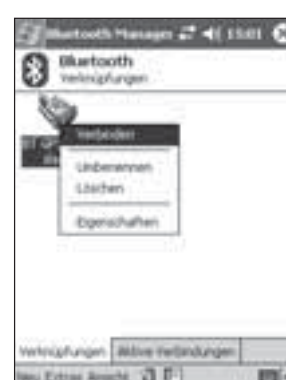 Bluetooth Manager 15:01
Bluetooth
Verknüpfungen
Verbinden
Umbenennen
Löschen
Eigenschaften
Verknüpfungen Aktive Verbindungen
Neu Extras Ansicht